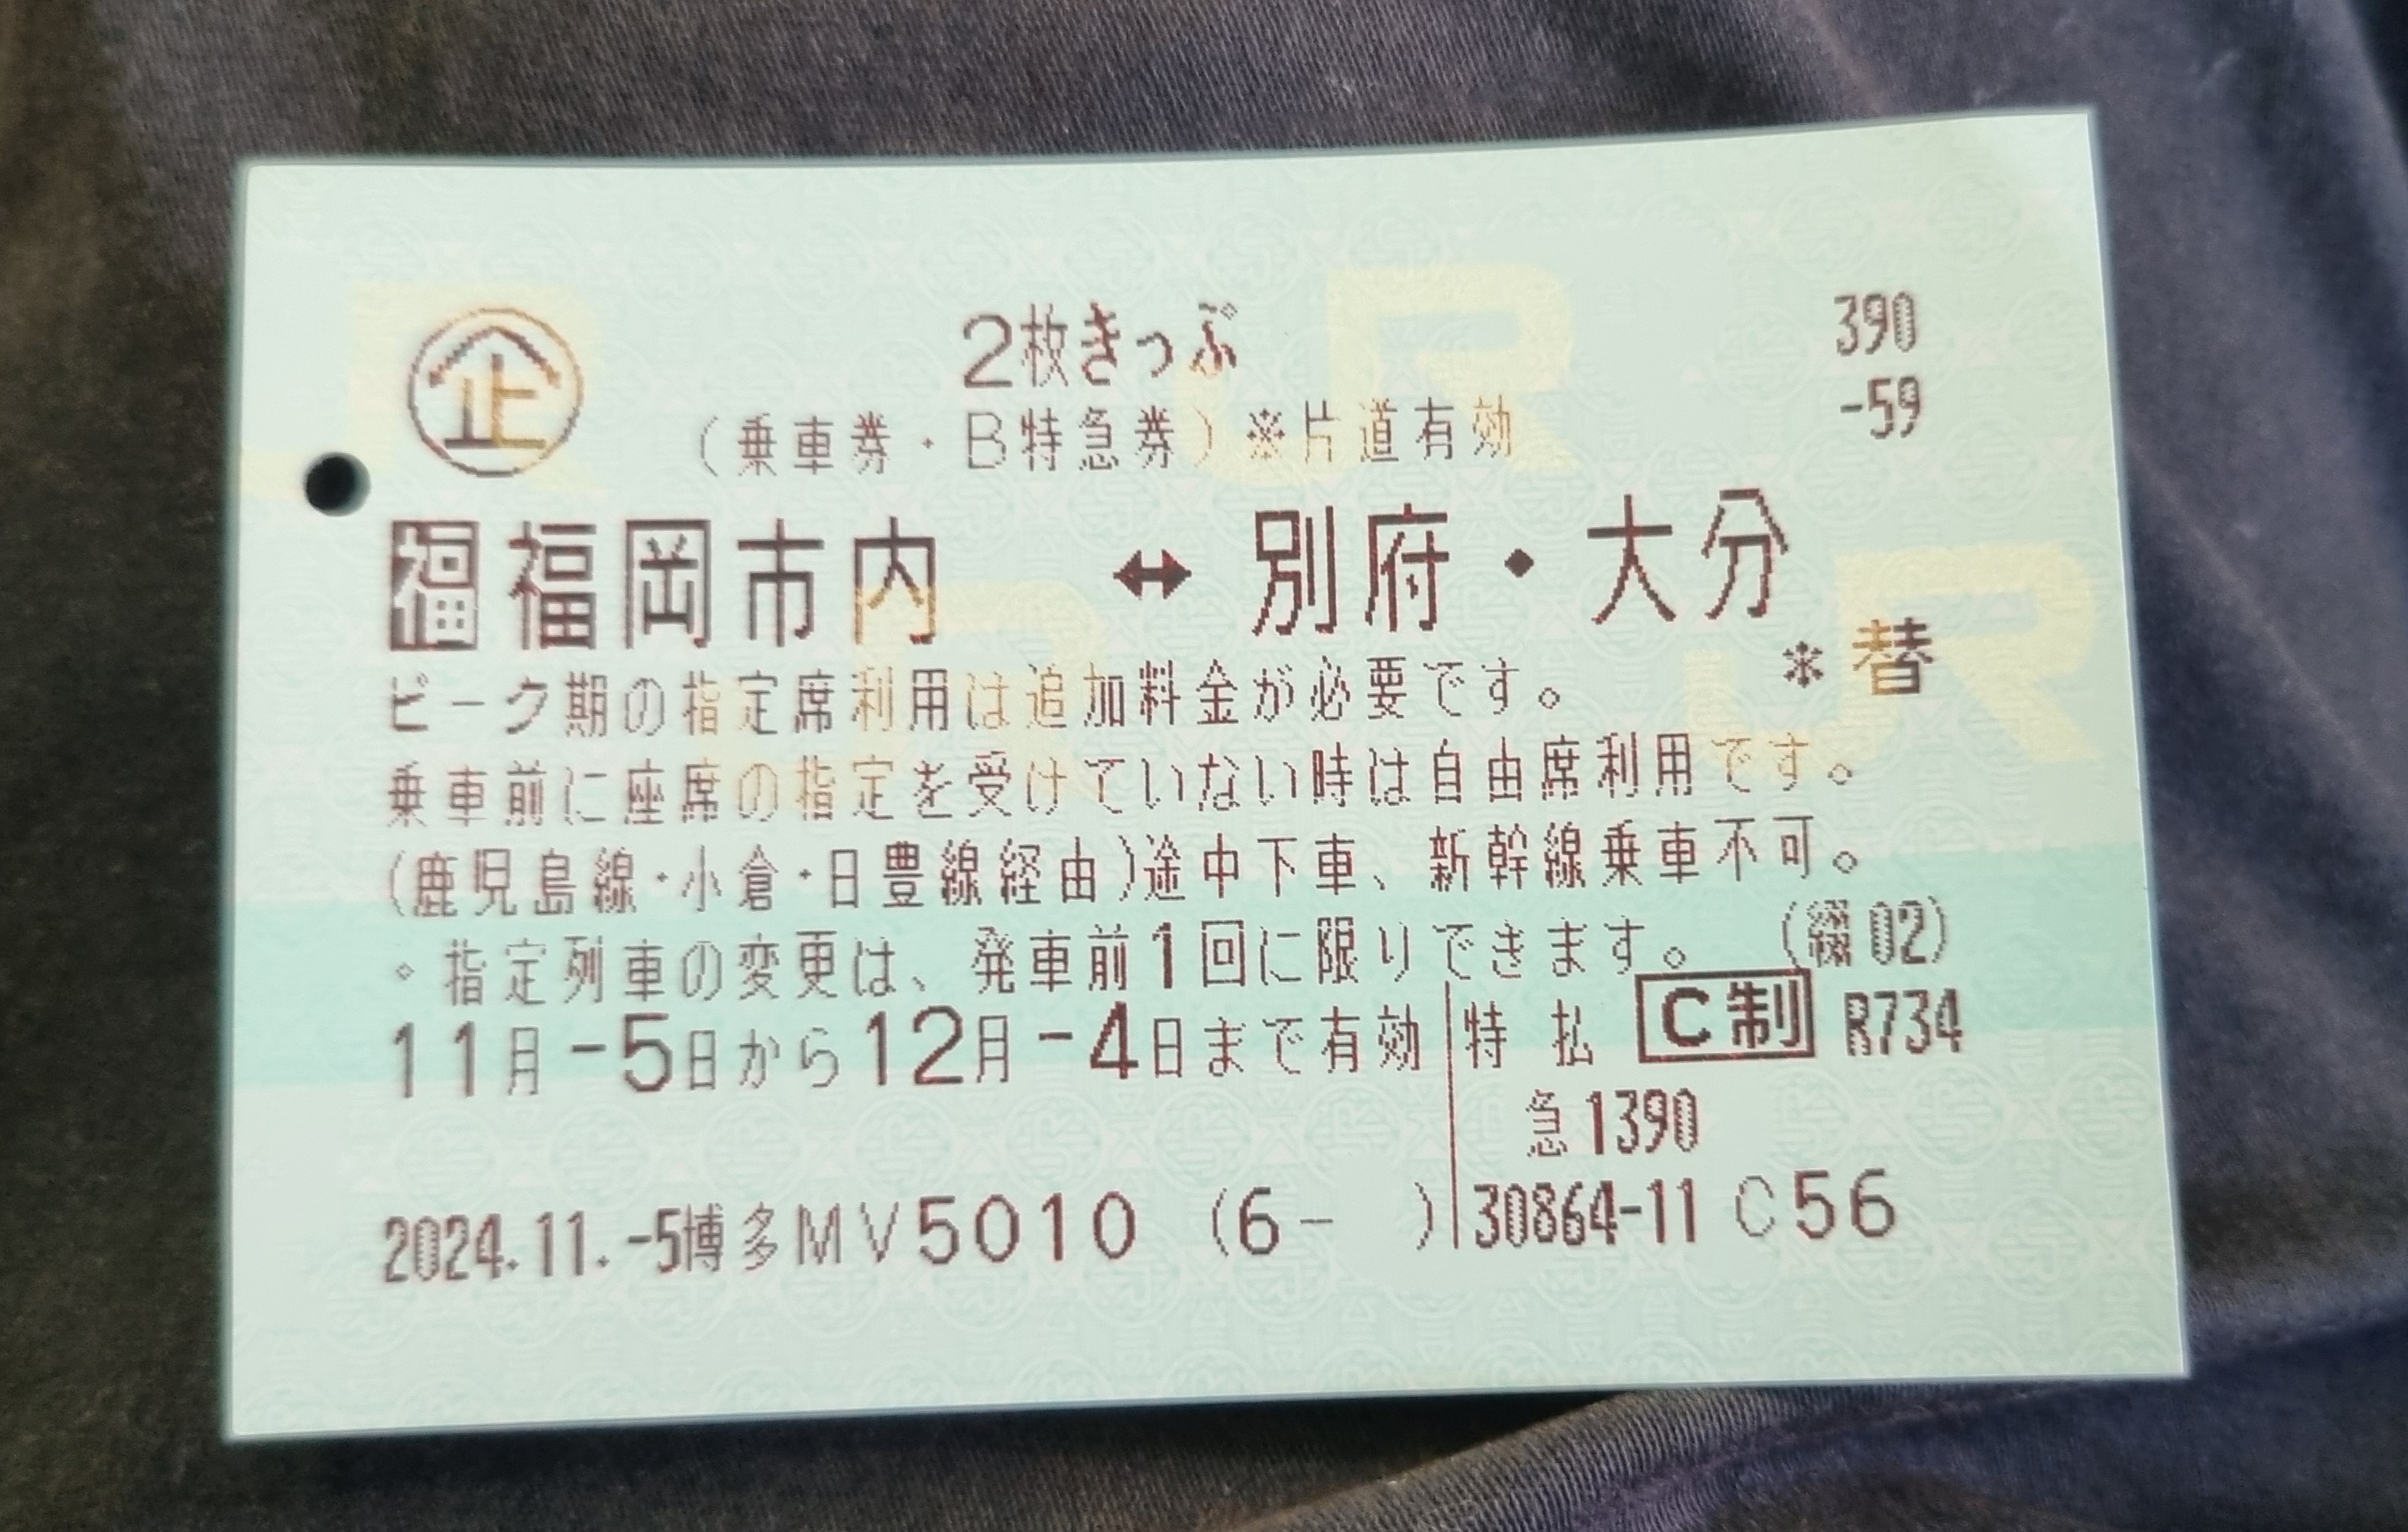 企 2枚きっぷ 390
（乗車券・B特急券）※片道有効 -59
福 福岡市内 ↔ 別府・大分
*替
ピーク期の指定席利用は追加料金が必要です。
乗車前に座席の指定を受けていない時は自由席利用です。
(鹿児島線・小倉・日豊線経由)途中下車、新幹線乗車不可。
◦指定列車の変更は、発車前1回に限りできます。 (綴02)
11月-5日から12月-4日まで有効 特 払 C制 R734
急1390
2024.11.-5博多MV5010 (6- ) 30864-11 C56
JR